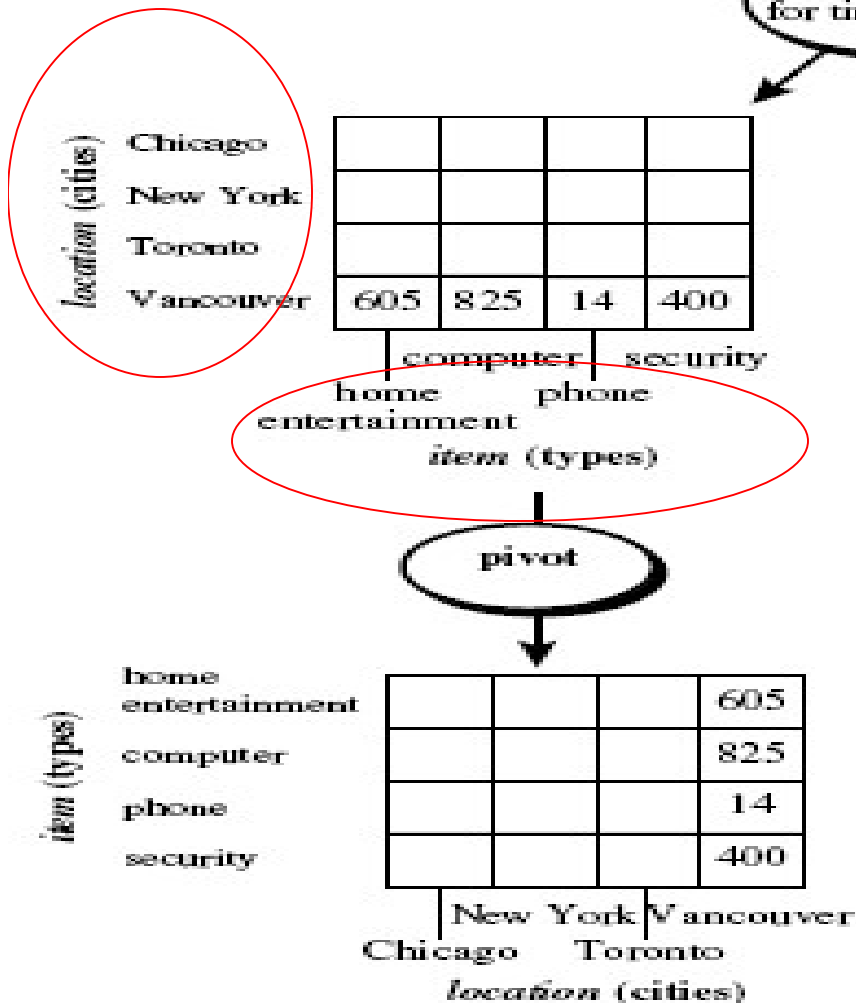 for
location (cities)
Chicago
New York
Toronto
Vancouver 605 825 14 400
computer security
home phone
entertainment
item (types)
pivot
item (types)
home
entertainment 605
computer 825
phone 14
security 400
New York Vancouver
Chicago Toronto
location (cities)